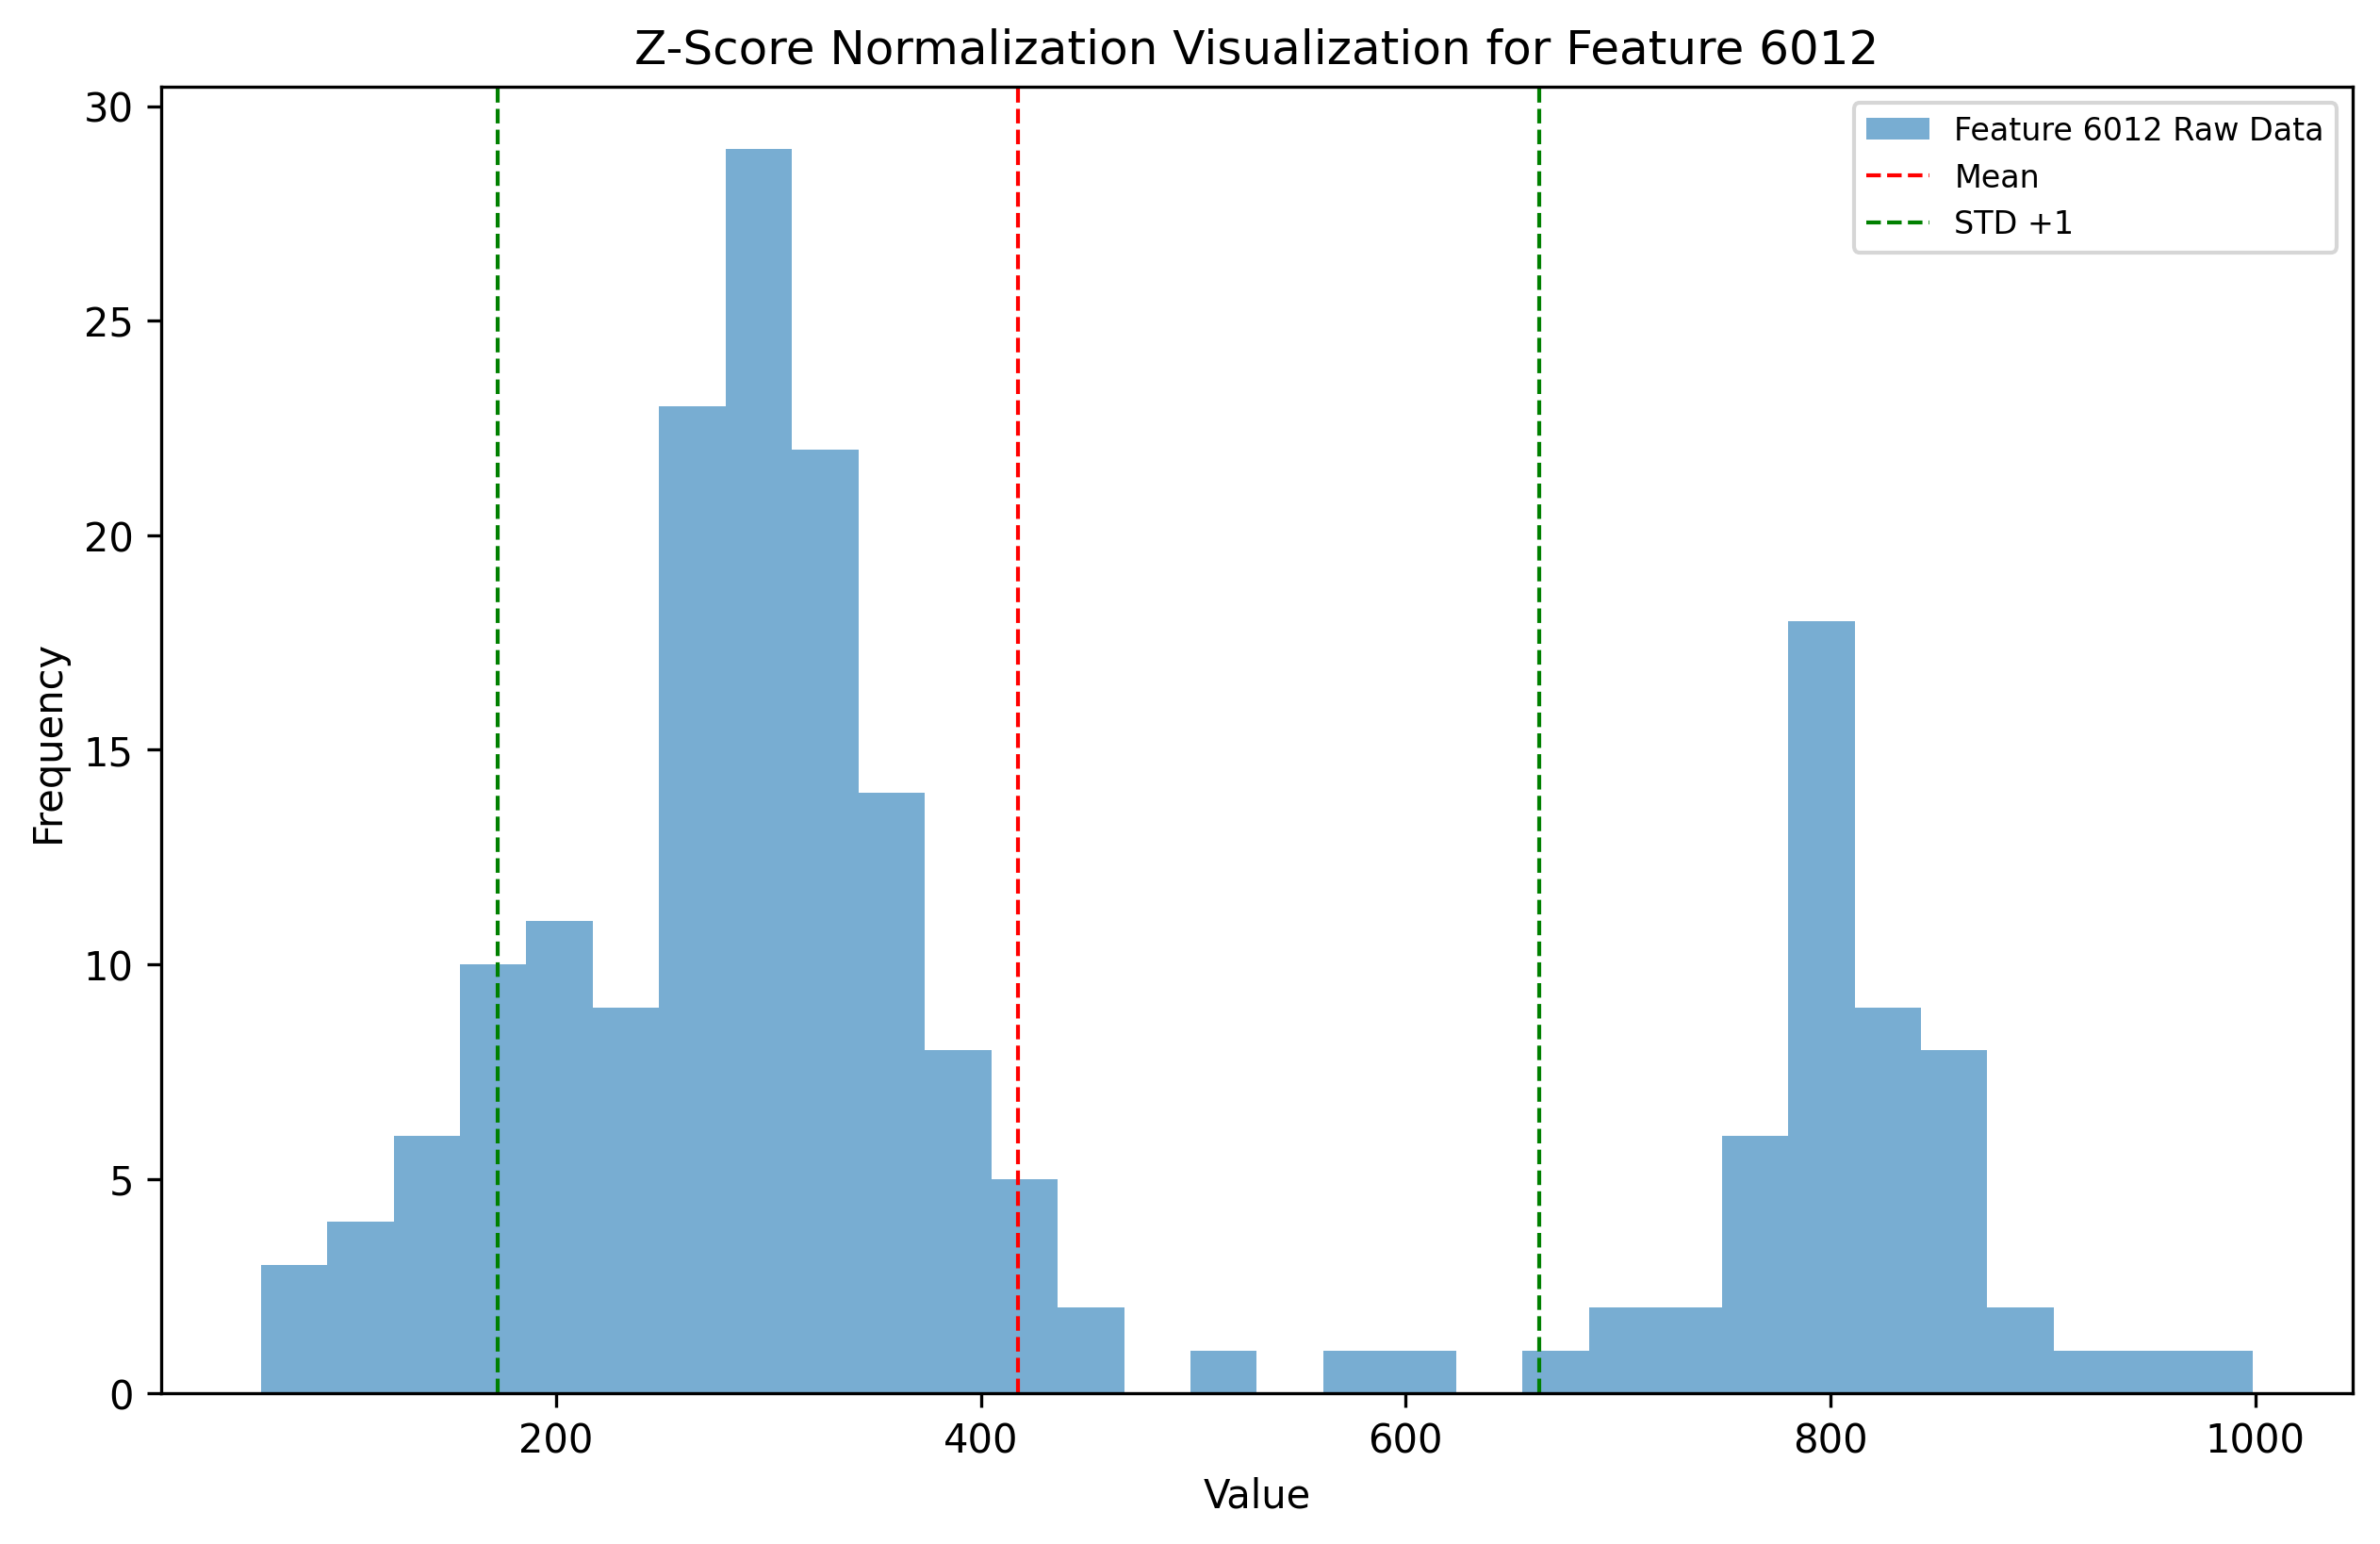 Z-Score Normalization Visualization for Feature 6012
Feature 6012 Raw Data
Mean
STD +1
30
25
20
15
10
5
0
Frequency
200
400
600
800
1000
Value